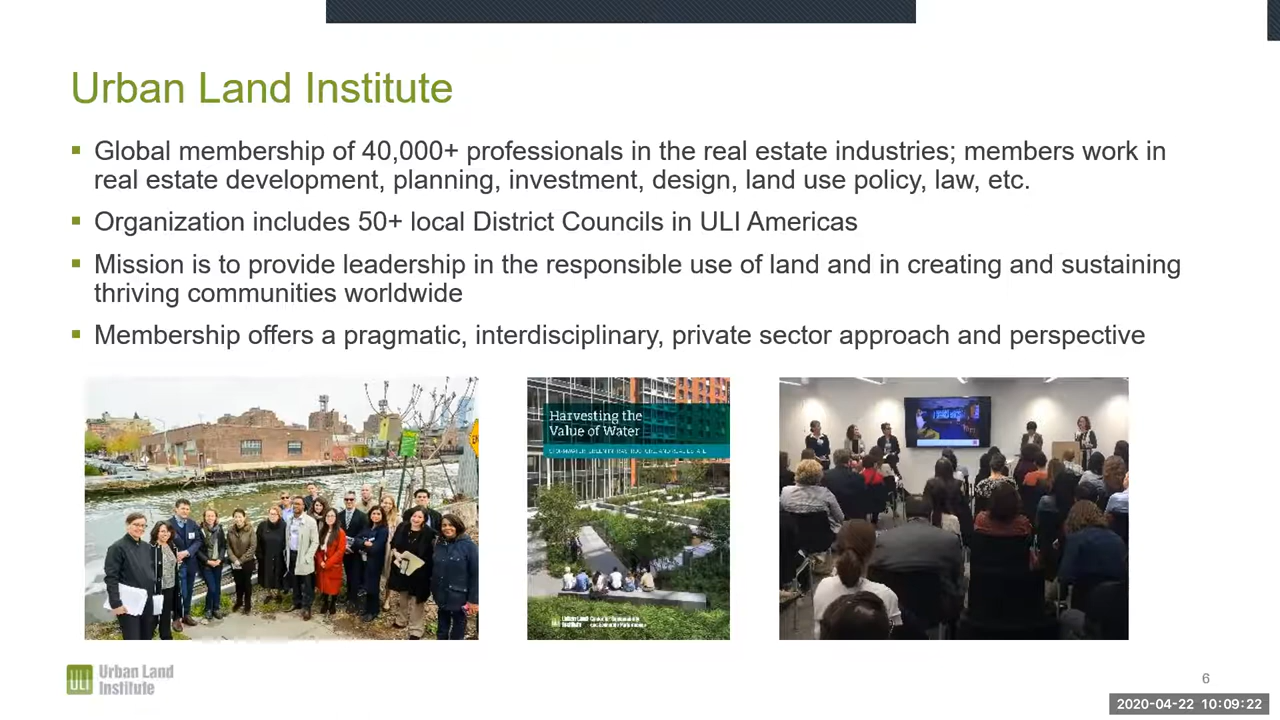 Urban Land Institute
Global membership of 40,000+ professionals in the real estate industries; members work in
real estate development, planning, investment, design, land use policy, law, etc.
Organization includes 50+ local District Councils in ULI Americas
Mission is to provide leadership in the responsible use of land and in creating and sustaining
thriving communities worldwide
Membership offers a pragmatic, interdisciplinary, private sector approach and perspective
Harvesting the
Value of Water
Urban Land
Institute
ULI
Urban Land
Institute
6
2020-04-22 10:09:22